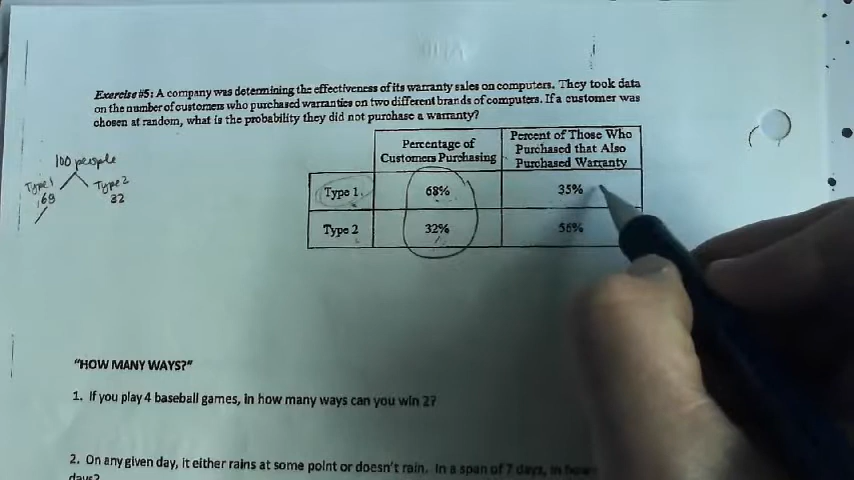 Exercise #5: A company was determining the effectiveness of its warranty sales on computers. They took data
on the number of customers who purchased warranties on two different brands of computers. If a customer was
chosen at random, what is the probability they did not purchase a warranty?
Percentage of
Customers Purchasing
Percent of Those Who
Purchased that Also
Purchased Warranty
Type 1 68% 35%
Type 2 32% 56%
100 people
Type 1 Type 2
68 32
"HOW MANY WAYS?"
1. If you play 4 baseball games, in how many ways can you win 2?
2. On any given day, it either rains at some point or doesn't rain. In a span of 7 days, in how
days?